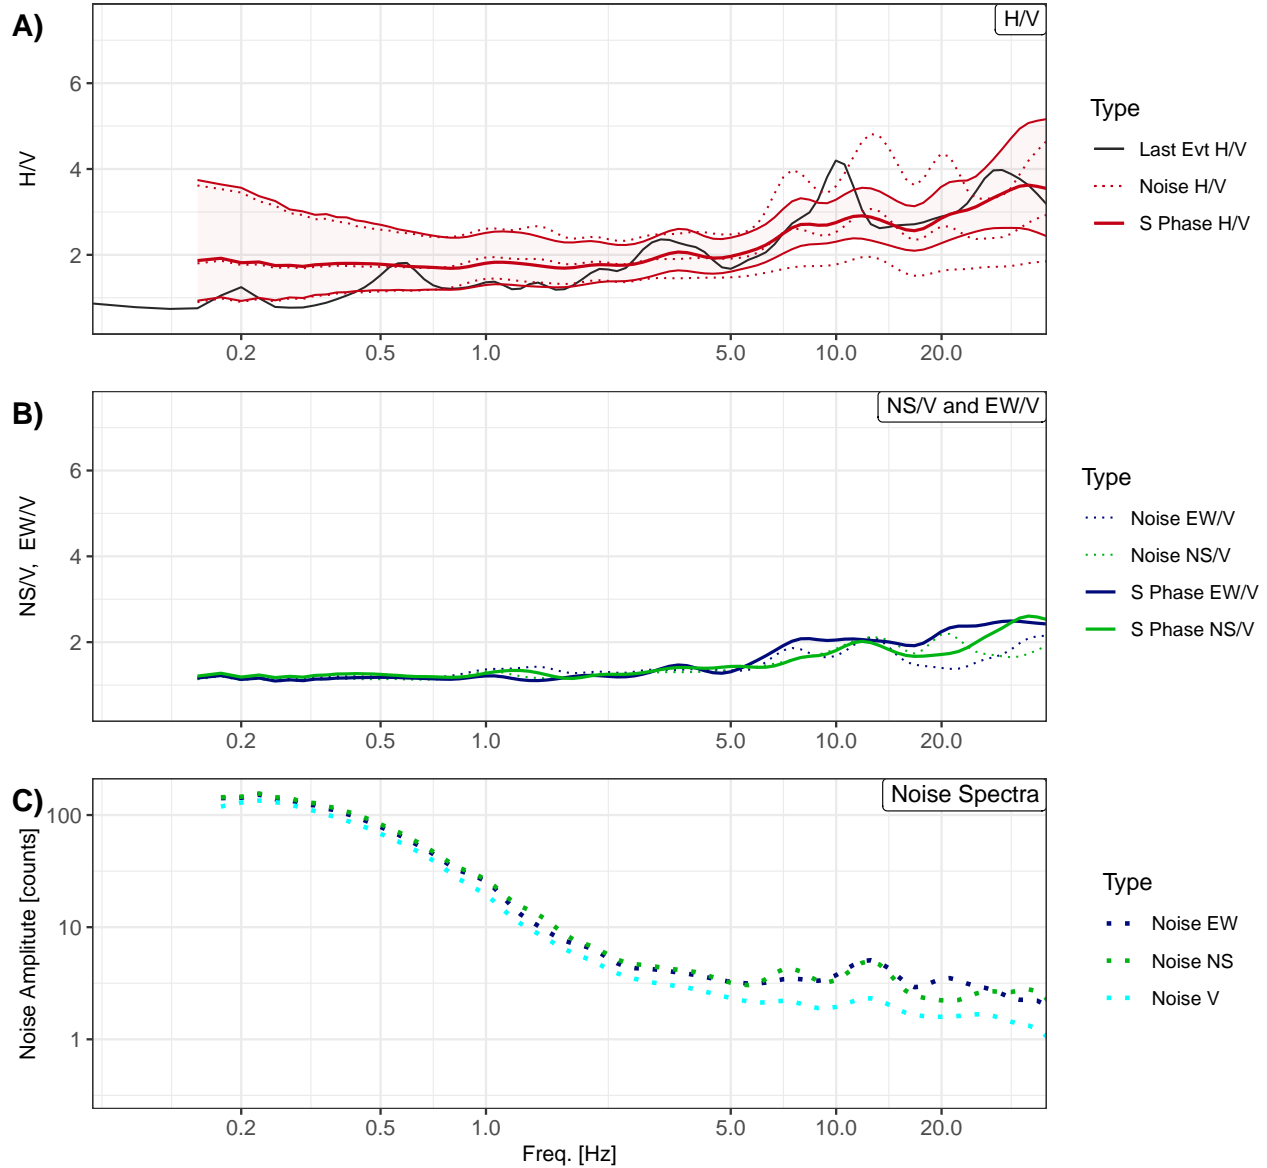 A)
H/V
6
4
2
H/V
0.2 0.5 1.0 5.0 10.0 20.0
Type
Last Evt H/V
Noise H/V
S Phase H/V
B)
NS/V and EW/V
6
4
2
NS/V, EW/V
0.2 0.5 1.0 5.0 10.0 20.0
Type
Noise EW/V
Noise NS/V
S Phase EW/V
S Phase NS/V
C)
Noise Spectra
100
10
1
Noise Amplitute [counts]
0.2 0.5 1.0 5.0 10.0 20.0
Freq. [Hz]
Type
Noise EW
Noise NS
Noise V